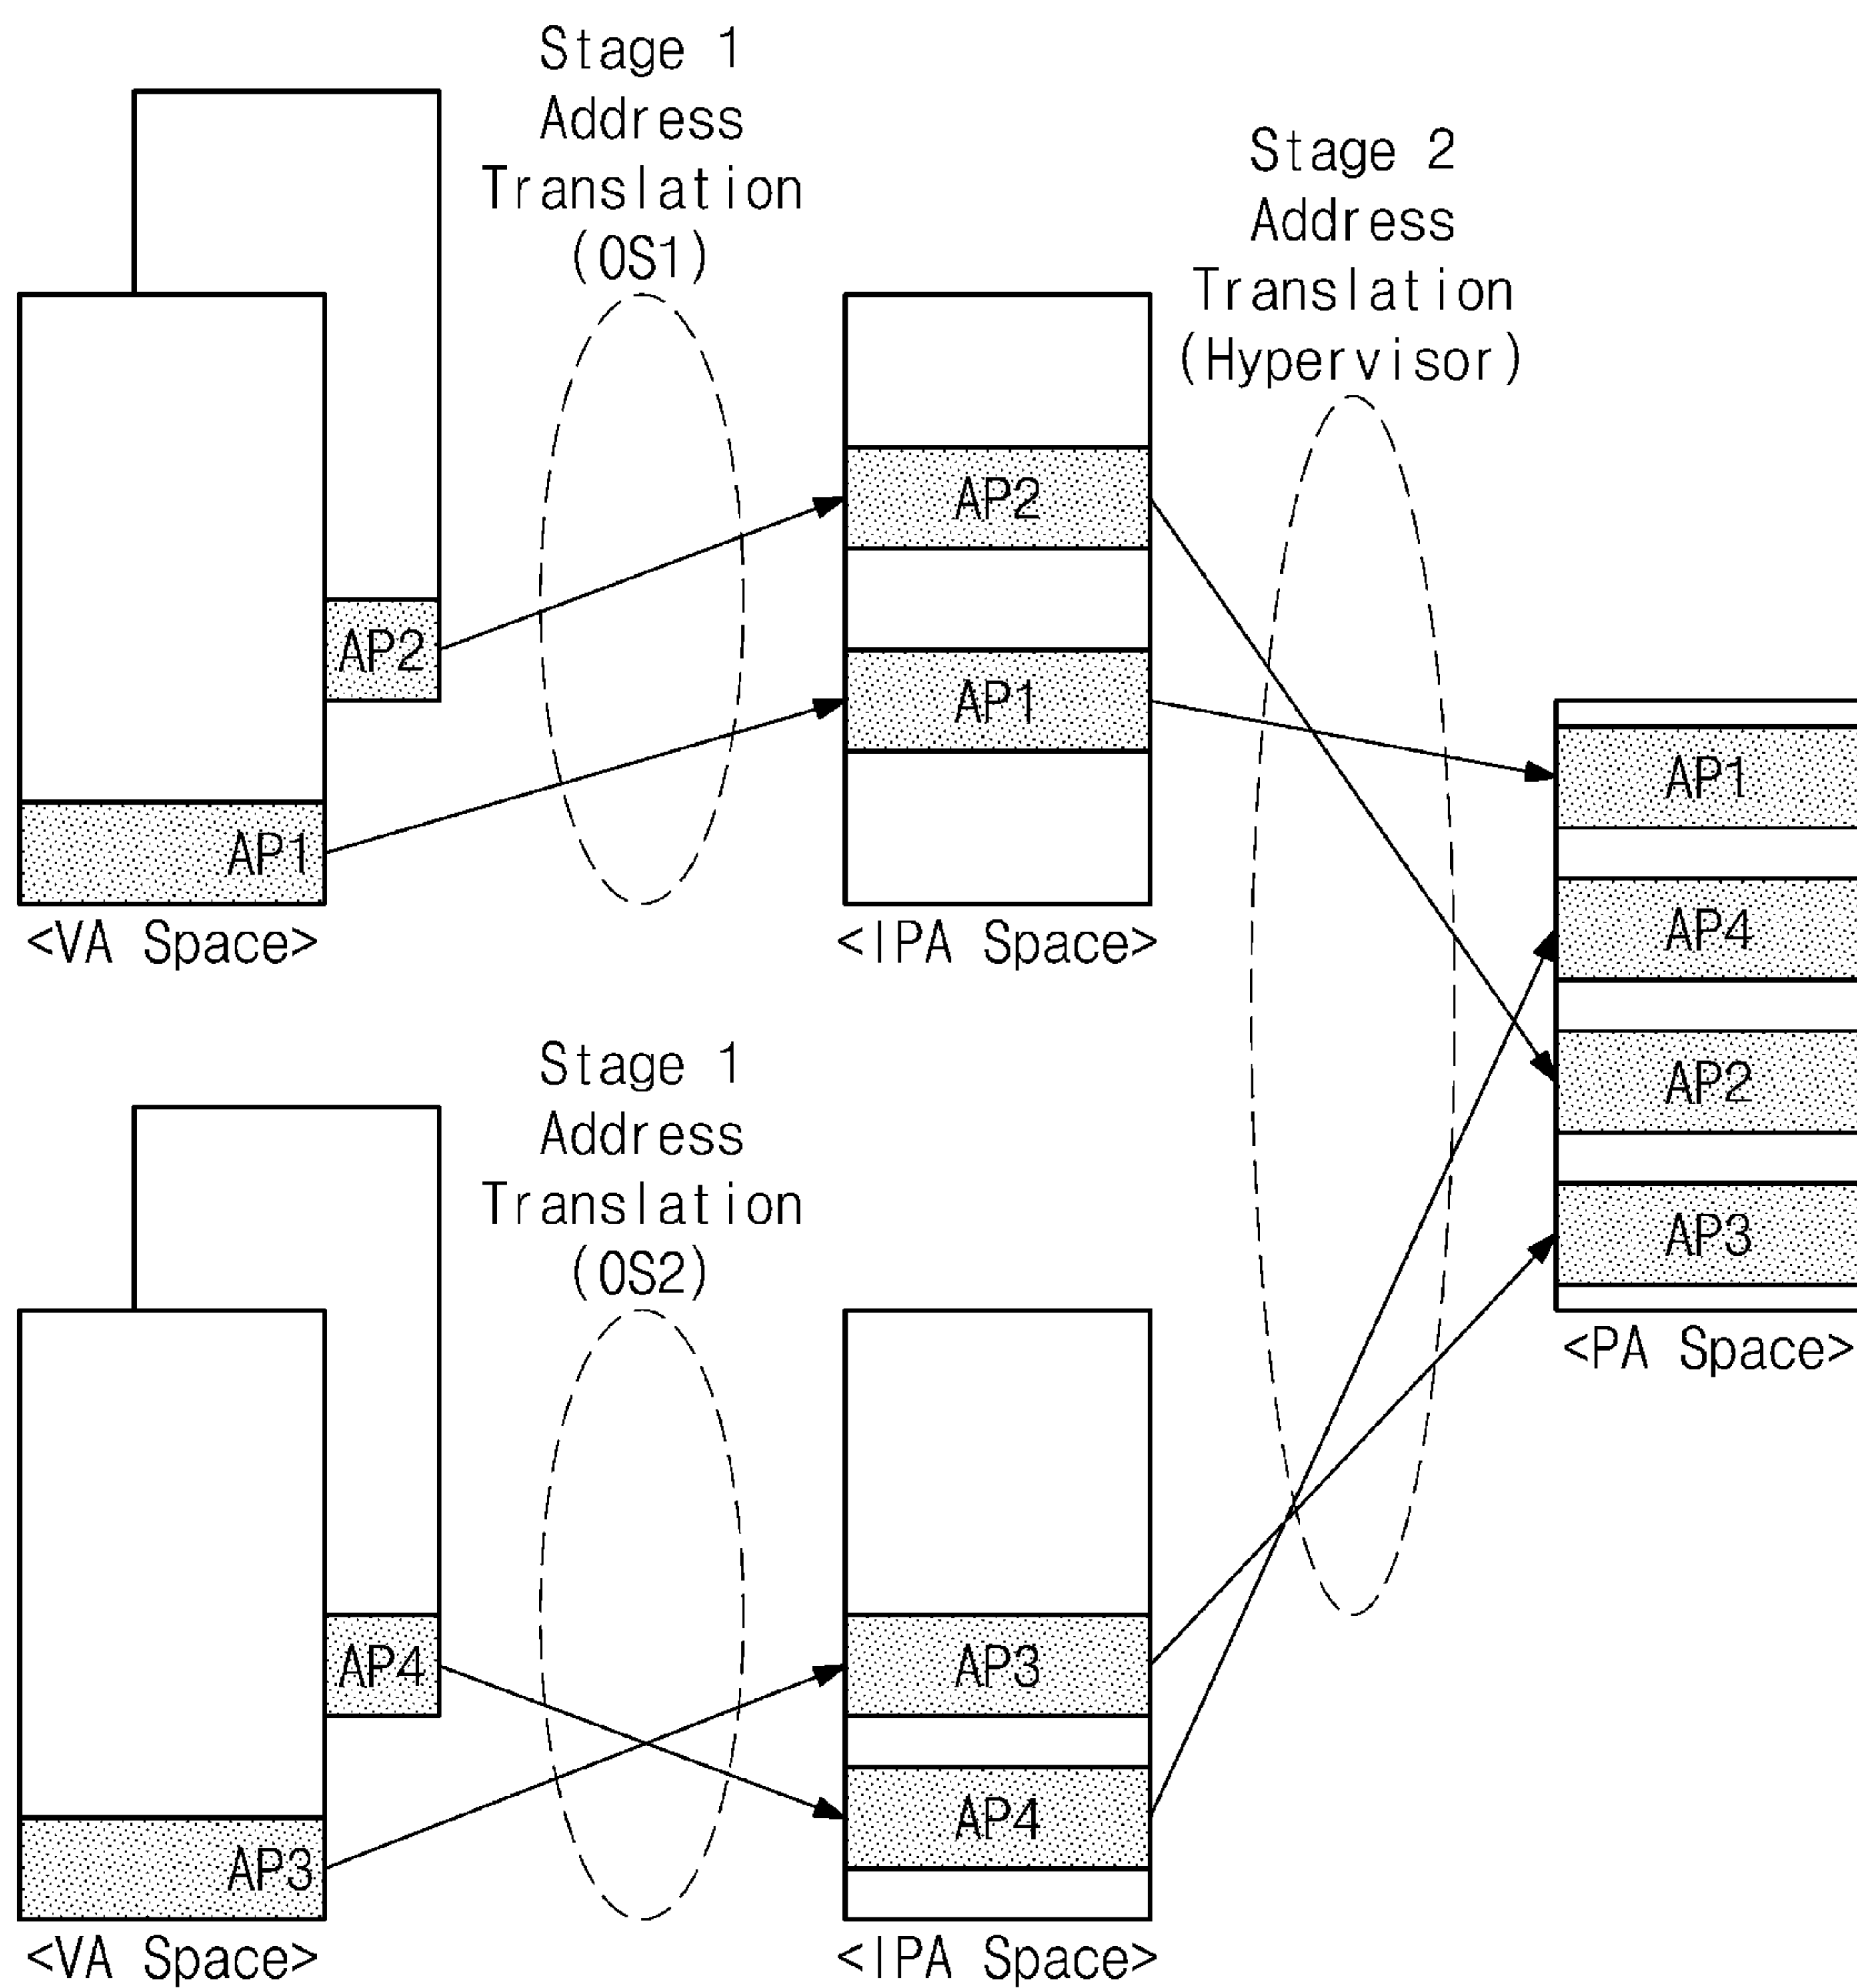 Stage 1
Address
Translation
(OS1)
Stage 2
Address
Translation
(Hypervisor)
AP2
AP2
AP1
AP1
AP1
<VA Space>
<IPA Space>
AP4
AP2
AP3
<PA Space>
Stage 1
Address
Translation
(OS2)
AP4
AP3
AP4
AP3
<VA Space>
<IPA Space>